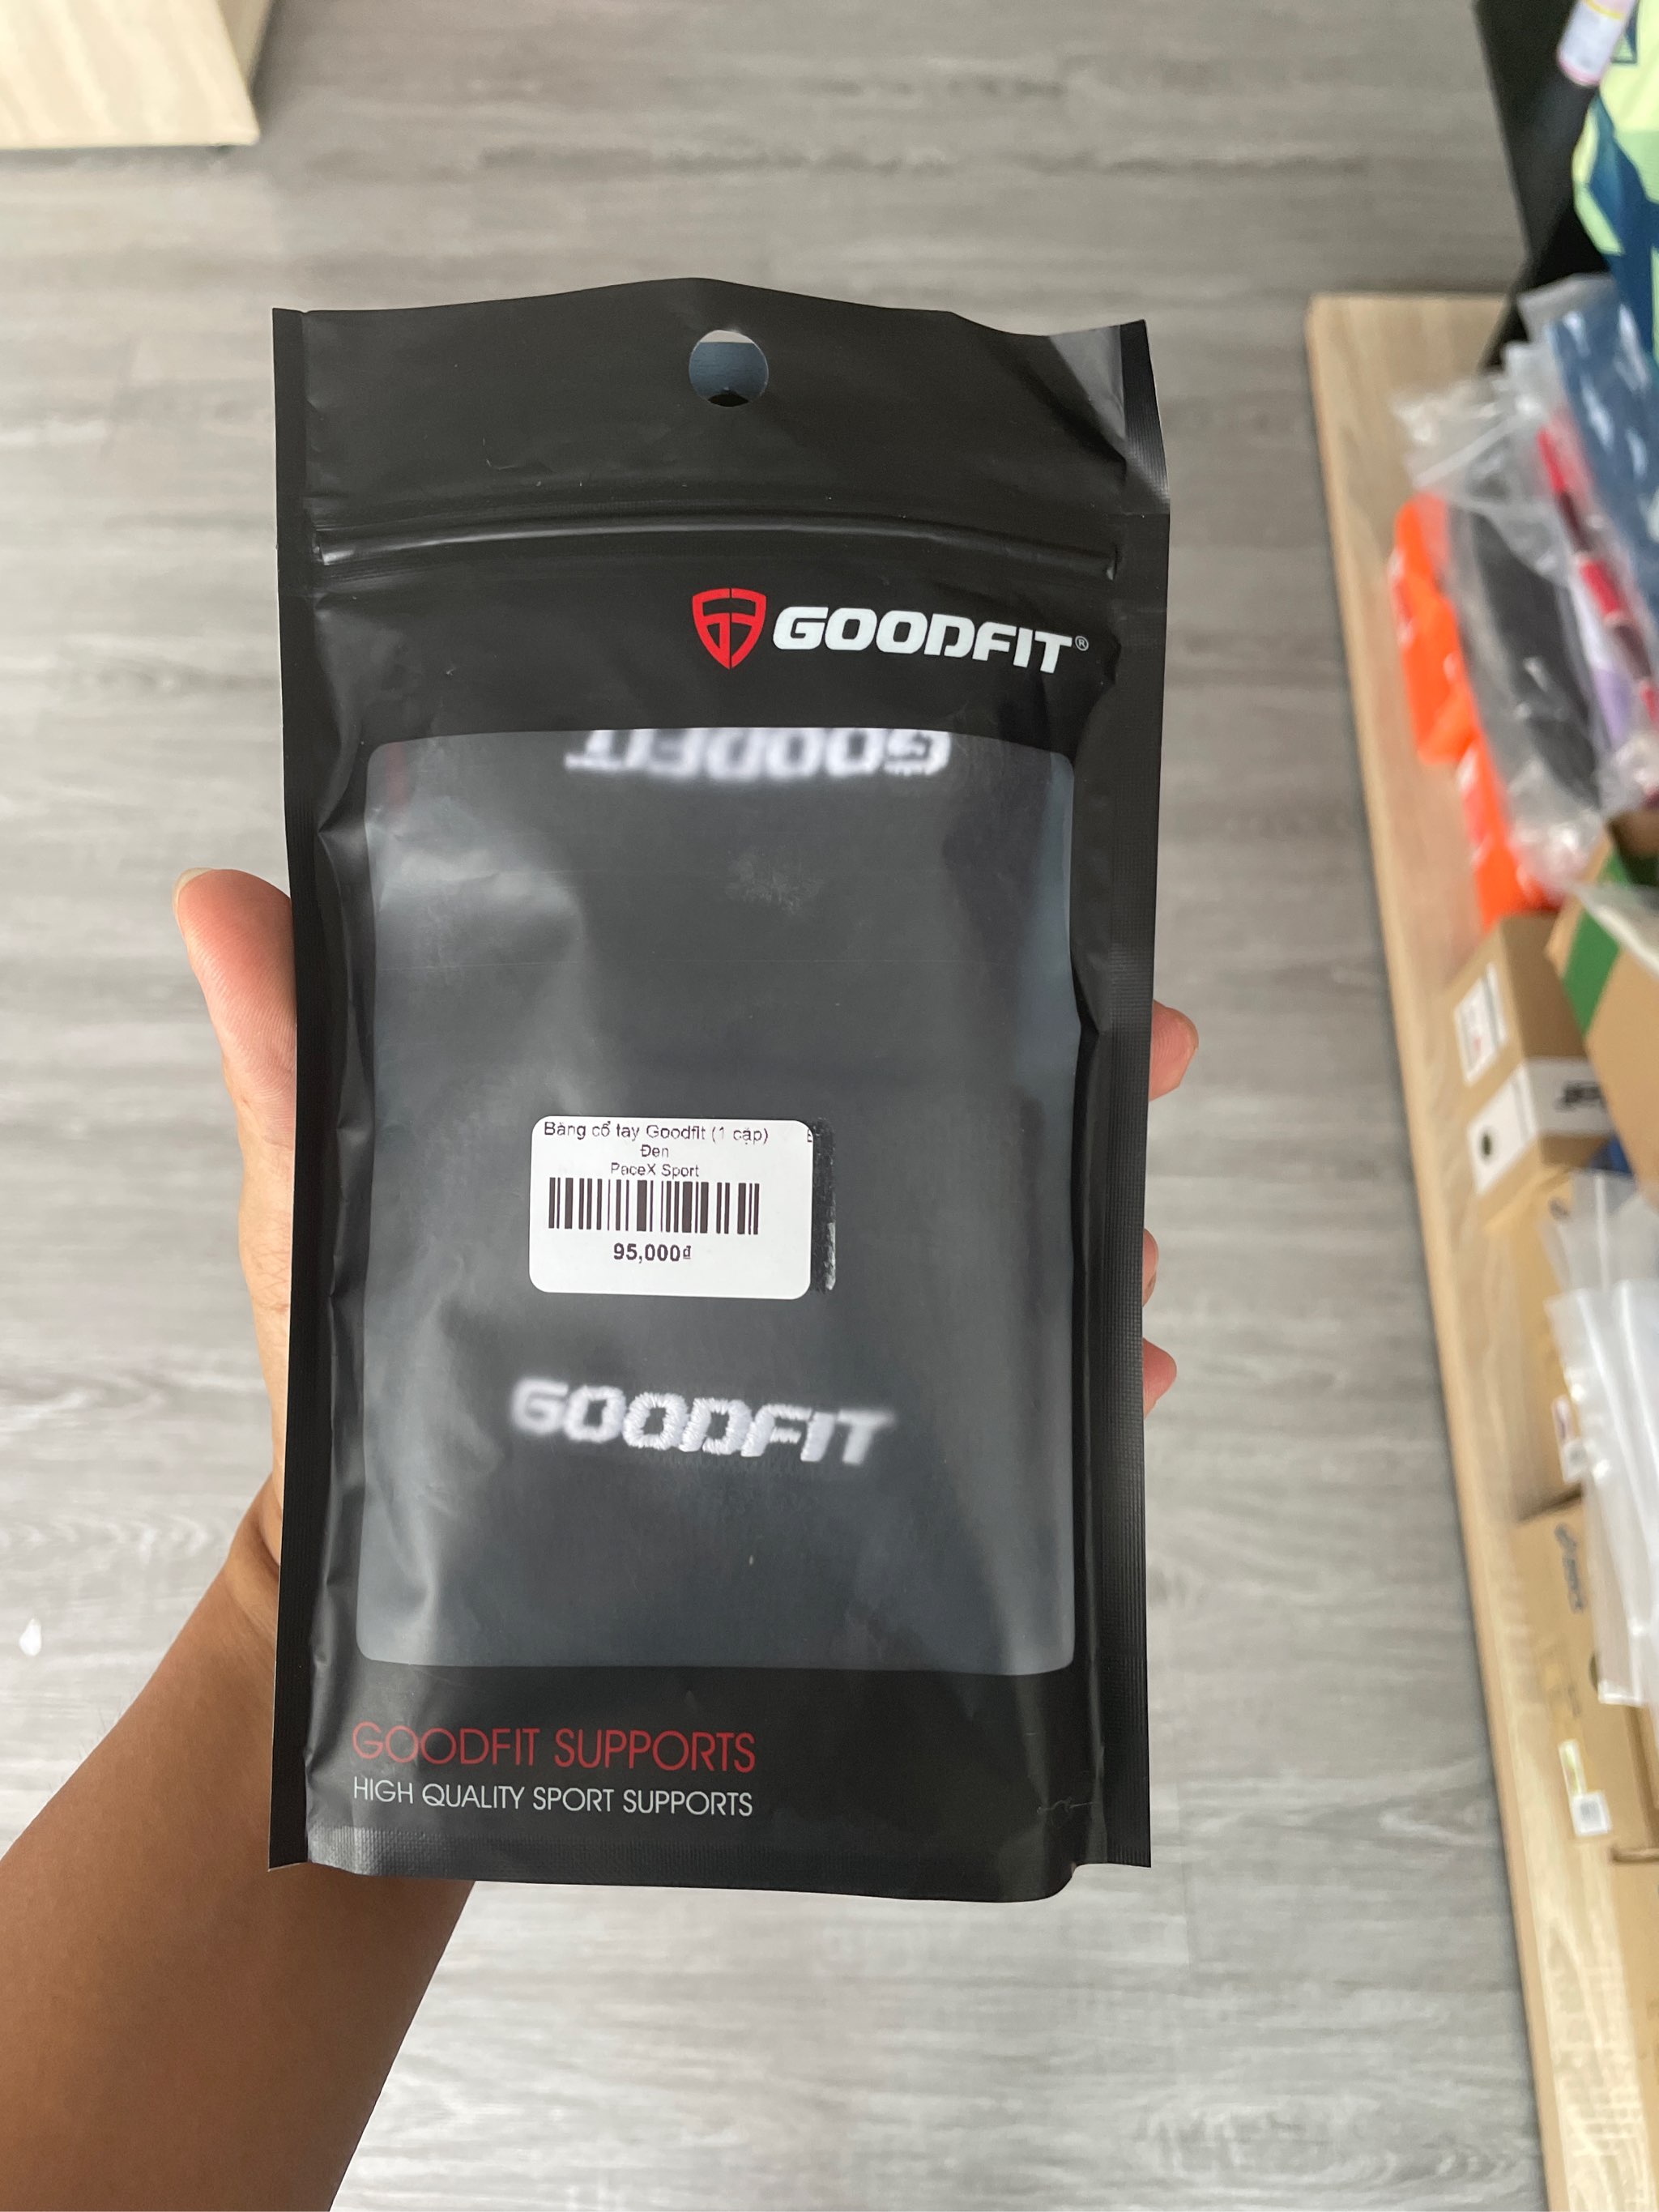 GOODFIT®
GOODFIT
Băng cổ tay Goodfit (1 cặp)
Đen
PaceX Sport
95,000đ
GOODFIT
GOODFIT SUPPORTS
HIGH QUALITY SPORT SUPPORTS